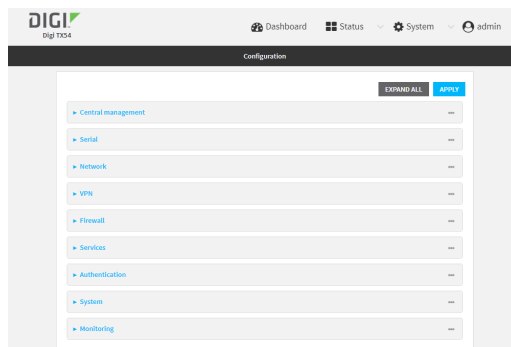 DIGI
Digi TX54
Dashboard Status System admin
Configuration
EXPAND ALL APPLY
Central management
Serial
Network
VPN
Firewall
Services
Authentication
System
Monitoring